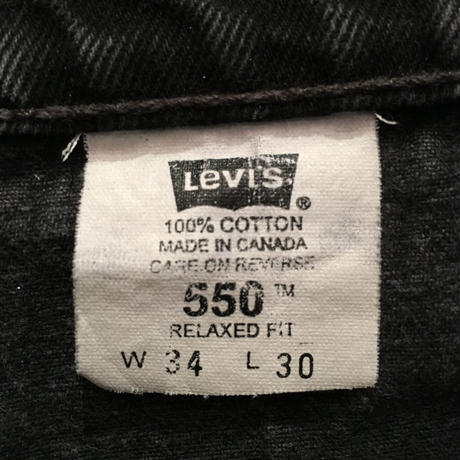 Levi's ®
100% COTTON
MADE IN CANADA
CARE ON REVERSE
550™
RELAXED FIT
W 34 L 30